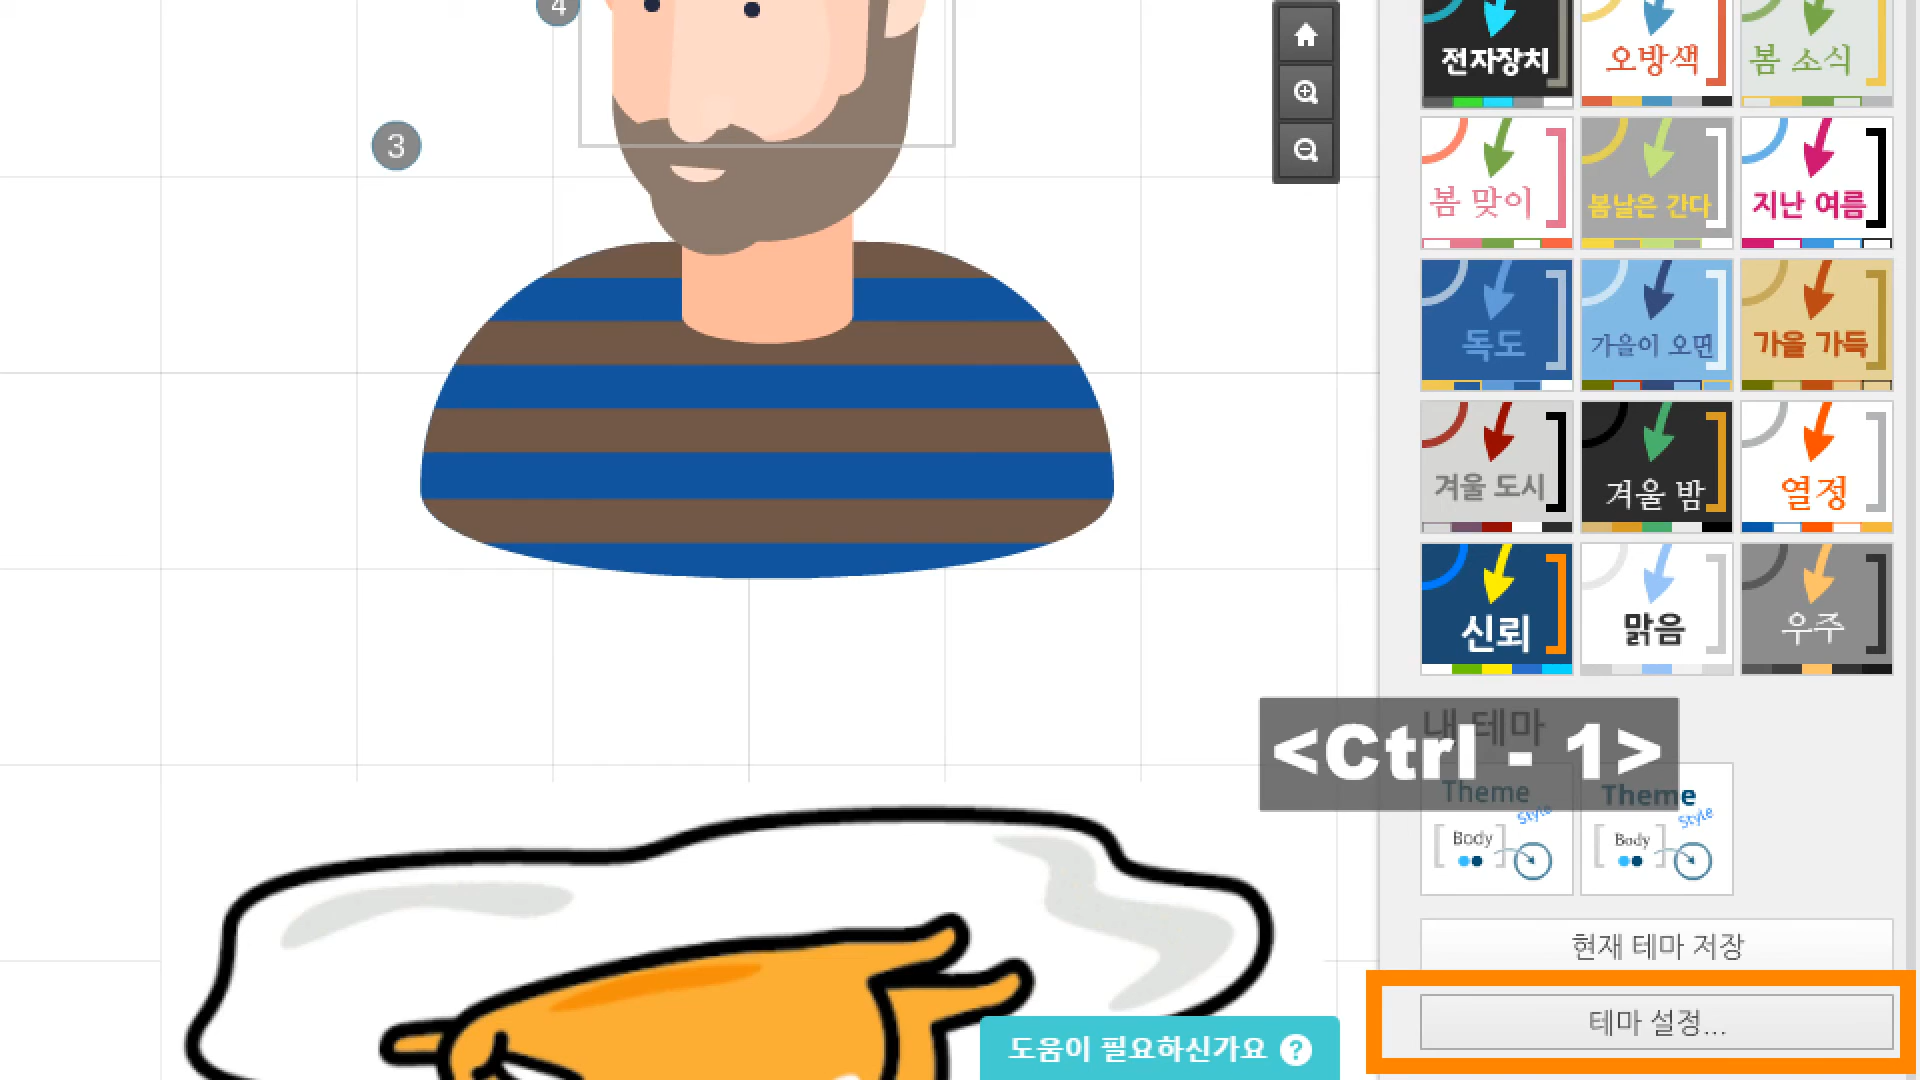 4
3
전자장치
오방색
봄 소식
봄 맞이
봄날은 간다
지난 여름
독도
가을이 오면
가을 가득
겨울 도시
겨울 밤
열정
신뢰
맑음
우주
내 테마
<Ctrl - 1>
Theme
Style
Body
Theme
Style
Body
현재 테마 저장
테마 설정...
도움이 필요하신가요 ?